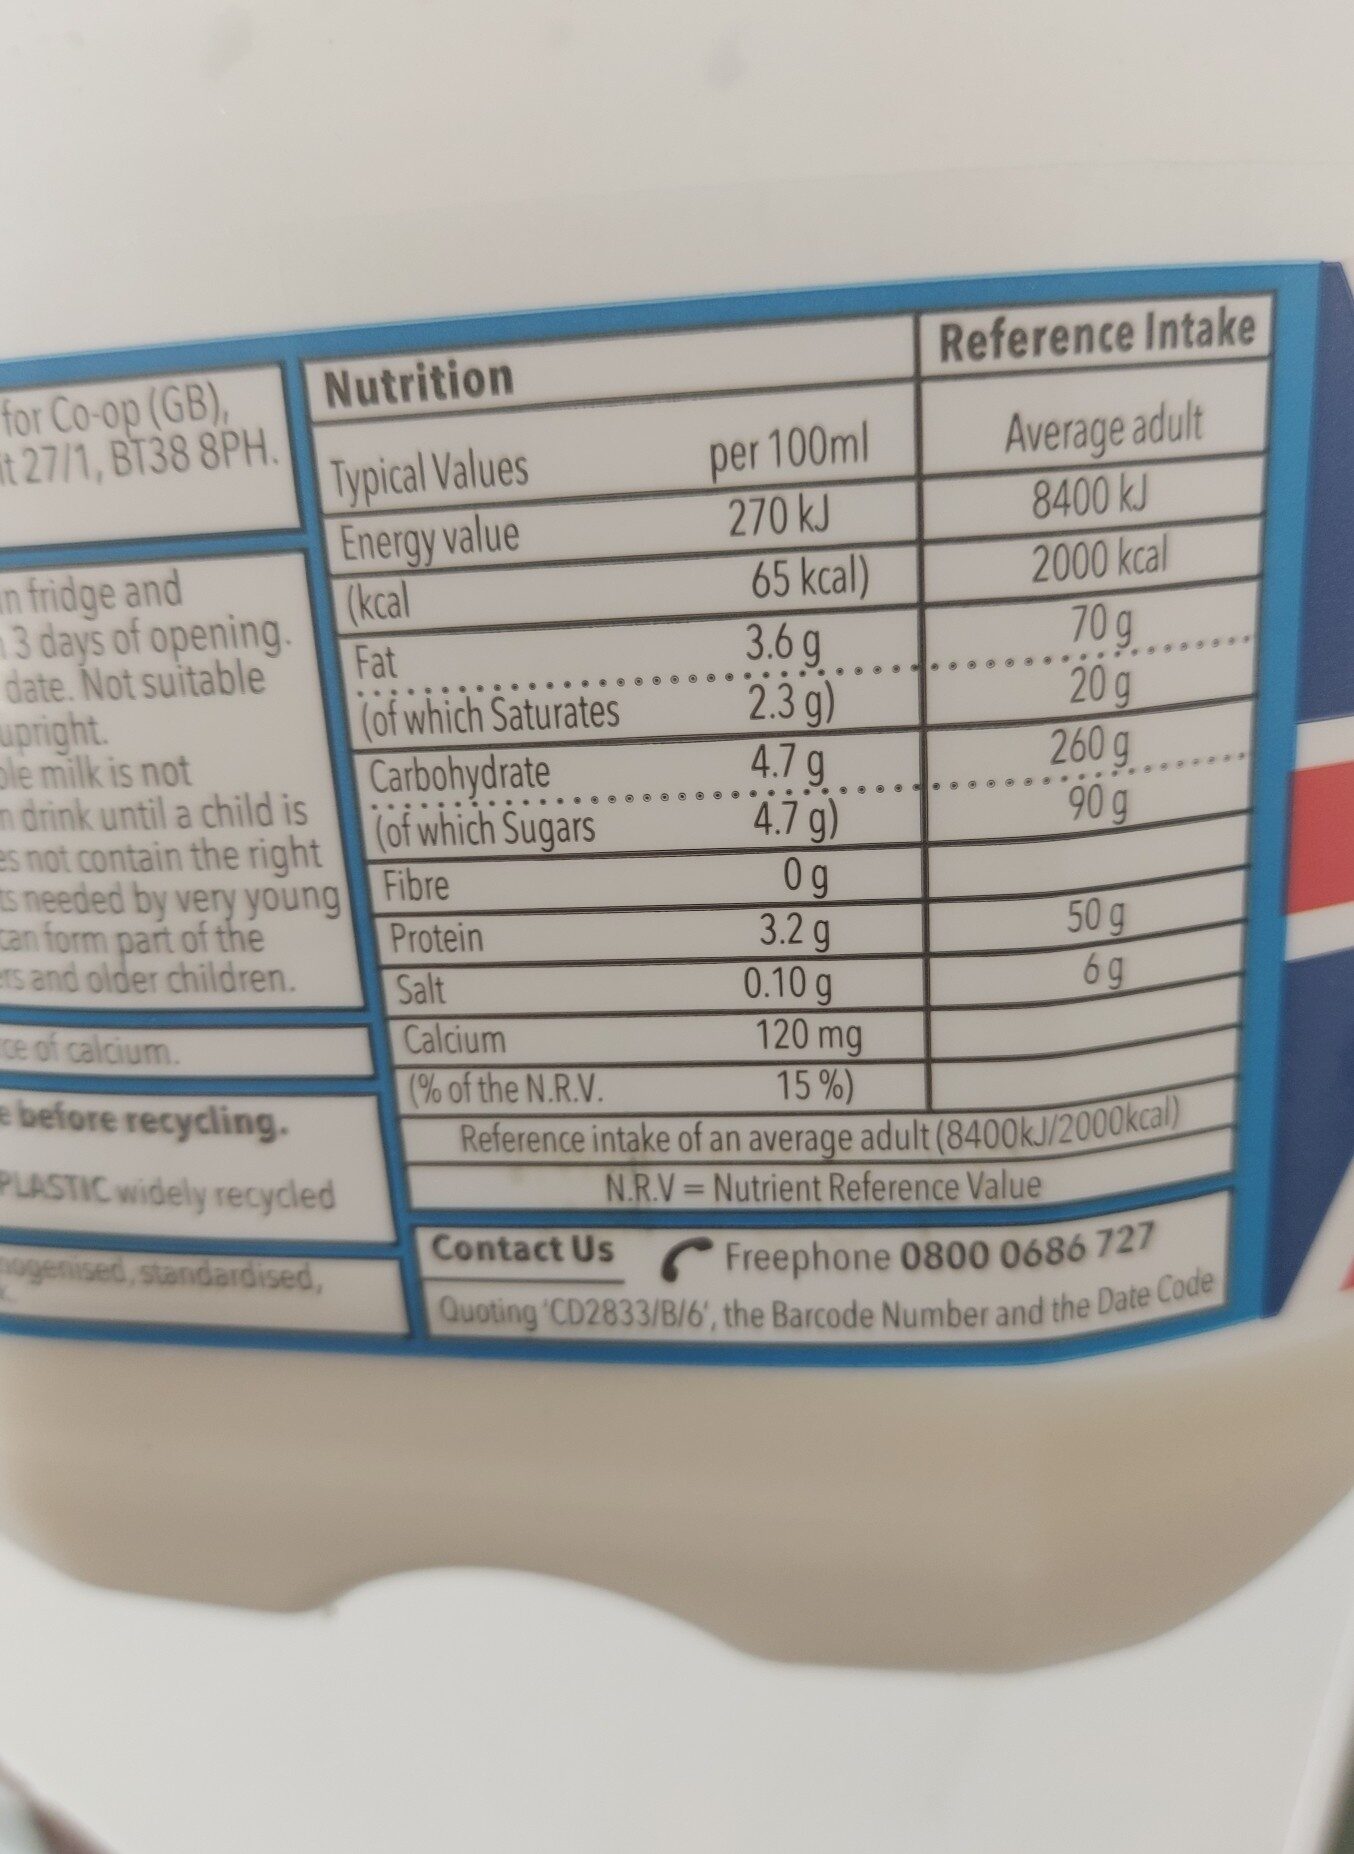 for Co-op (GB),
27/1, BT38 8PH.
in fridge and
3 days of opening.
date. Not suitable
upright.
milk is not
drink until a child is
not contain the right
needed by very young
can form part of the
and older children.
of calcium.
before recycling.
PLASTIC widely recycled
standardised,
Nutrition
Reference Intake
Typical Values per 100ml Average adult
Energy value 270 kJ 8400 kJ
(kcal 65 kcal) 2000 kcal
Fat 3.6 g 70 g
(of which Saturates 2.3 g) 20 g
Carbohydrate 4.7 g 260 g
(of which Sugars 4.7 g) 90 g
Fibre 0 g
Protein 3.2 g 50 g
Salt 0.10 g 6 g
Calcium 120 mg
(% of the N.R.V. 15 %)
Reference intake of an average adult (8400kJ/2000kcal)
N.R.V = Nutrient Reference Value
Contact Us Freephone 0800 0686 727
Quoting 'CD2833/B/6', the Barcode Number and the Date Code